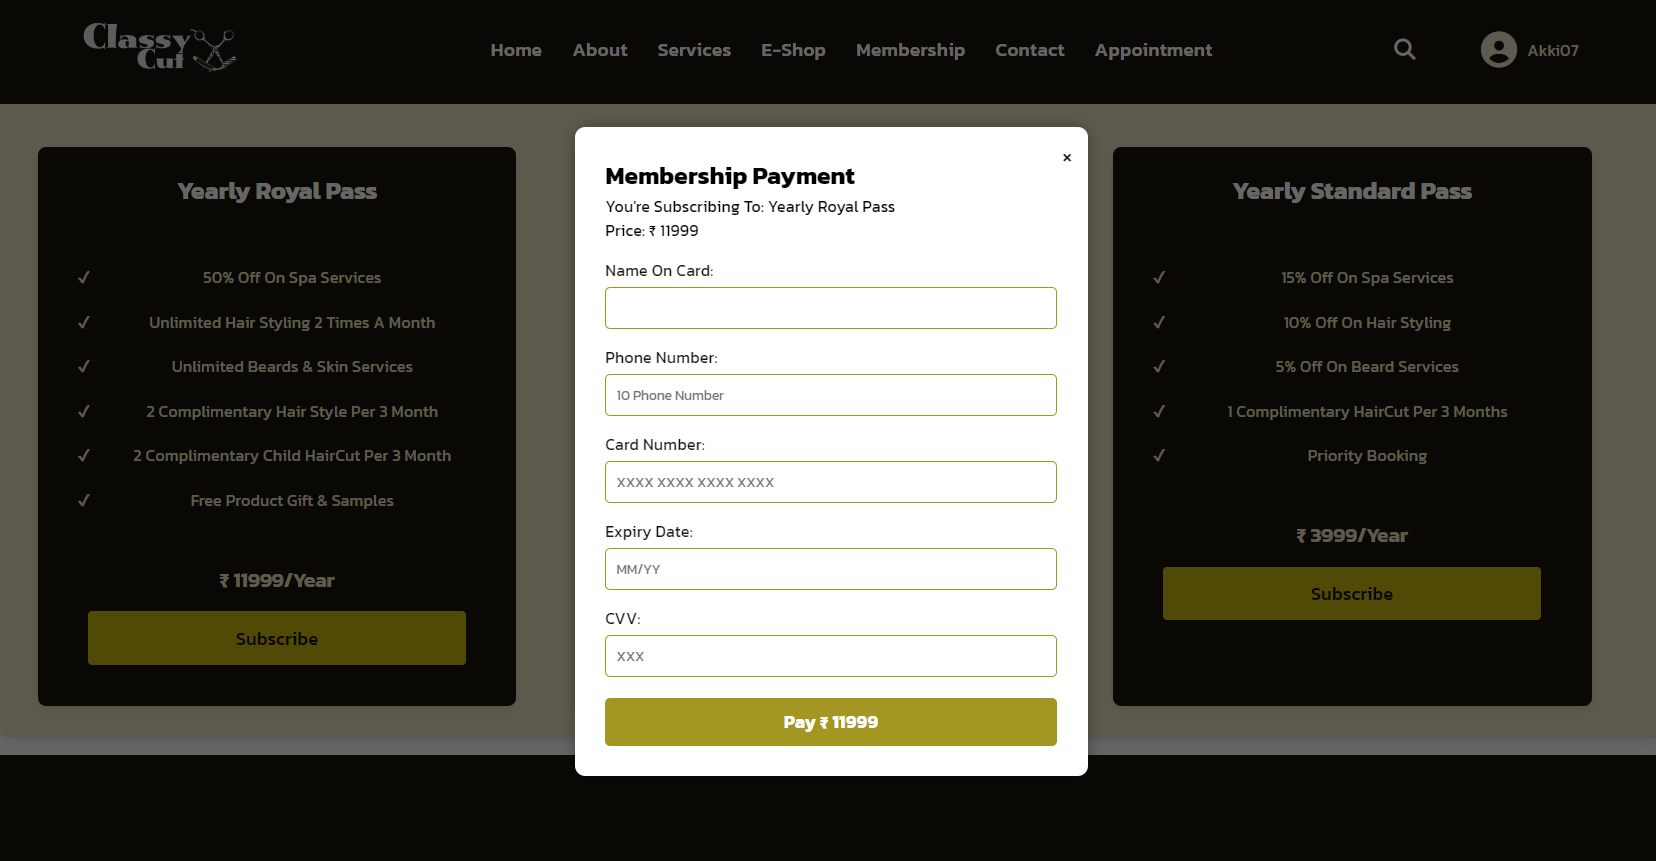 Classy
Cut
Home About Services E-Shop Membership Contact Appointment
Akki07
Yearly Royal Pass
✓ 50% Off On Spa Services
✓ Unlimited Hair Styling 2 Times A Month
✓ Unlimited Beards & Skin Services
✓ 2 Complimentary Hair Style Per 3 Month
✓ 2 Complimentary Child HairCut Per 3 Month
✓ Free Product Gift & Samples
₹ 11999/Year
Subscribe
×
Membership Payment
You're Subscribing To: Yearly Royal Pass
Price: ₹ 11999
Name On Card:
Phone Number:
10 Phone Number
Card Number:
XXXX XXXX XXXX XXXX
Expiry Date:
MM/YY
CVV:
XXX
Pay ₹ 11999
Yearly Standard Pass
✓ 15% Off On Spa Services
✓ 10% Off On Hair Styling
✓ 5% Off On Beard Services
✓ 1 Complimentary HairCut Per 3 Months
✓ Priority Booking
₹ 3999/Year
Subscribe